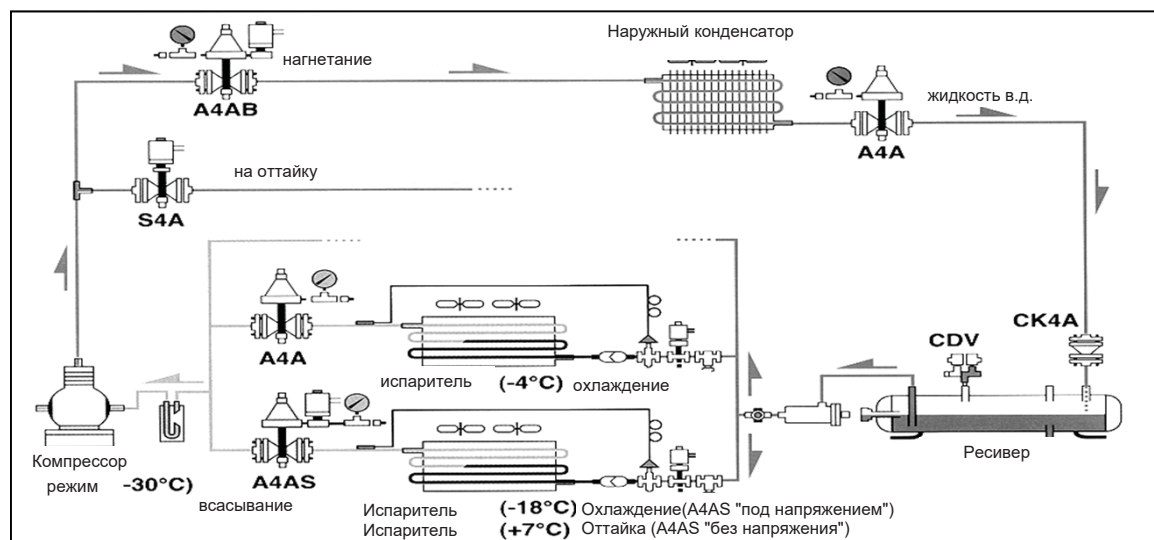 Наружный конденсатор
нагнетание
A4AB
жидкость в.д.
A4A
на оттайку
S4A
CK4A
CDV
A4A
испаритель (-4°C) охлаждение
Ресивер
Компрессор
режим -30°C)
A4AS
всасывание
Испаритель (-18°C) Охлаждение(A4AS "под напряжением")
Испаритель (+7°C) Оттайка (A4AS "без напряжения")